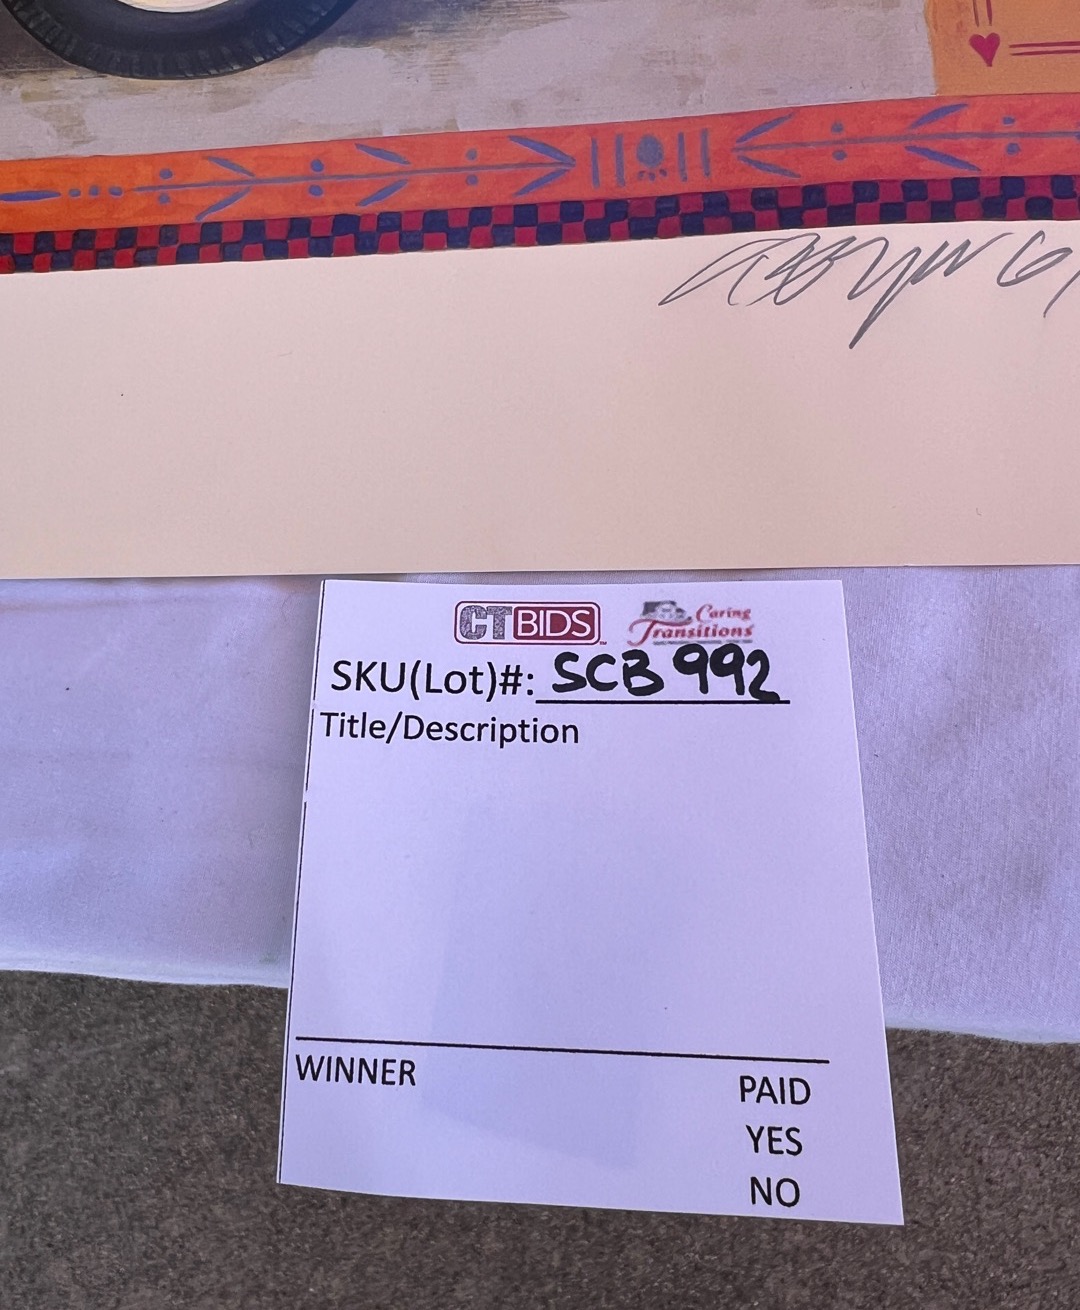 CTBIDS
Caring
Transitions
SKU(Lot)#: SCB 992
Title/Description
WINNER
PAID
YES
NO